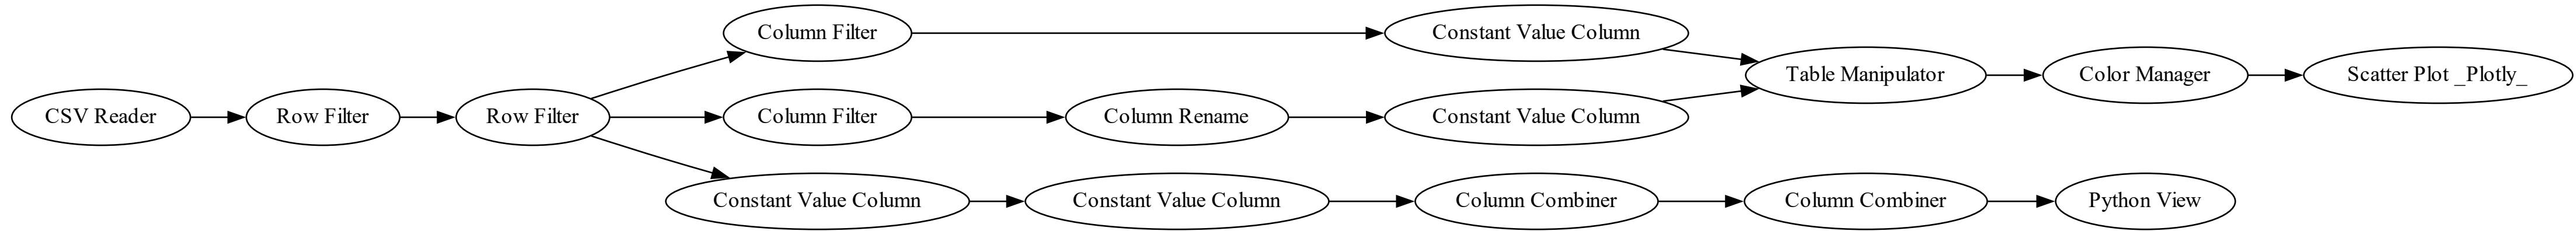 Column Filter
Constant Value Column
Table Manipulator
Color Manager
Scatter Plot _Plotly_
CSV Reader
Row Filter
Row Filter
Column Filter
Column Rename
Constant Value Column
Constant Value Column
Constant Value Column
Column Combiner
Column Combiner
Python View